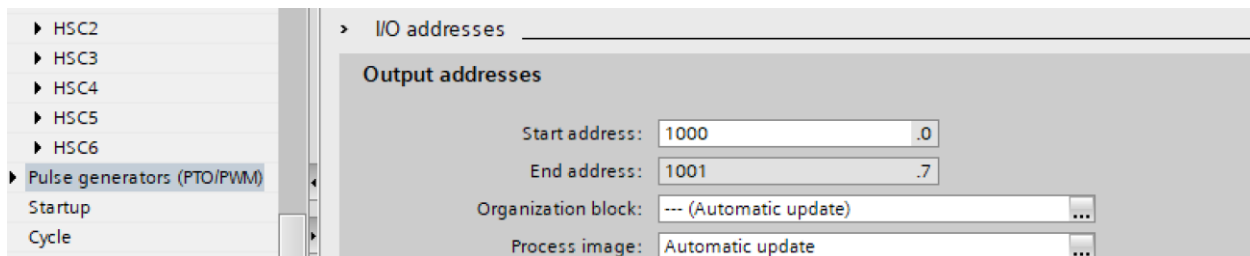 HSC2
HSC3
HSC4
HSC5
HSC6
Pulse generators (PTO/PWM)
Startup
Cycle
I/O addresses
Output addresses
Start address: 1000 .0
End address: 1001 .7
Organization block: --- (Automatic update) ...
Process image: Automatic update ...